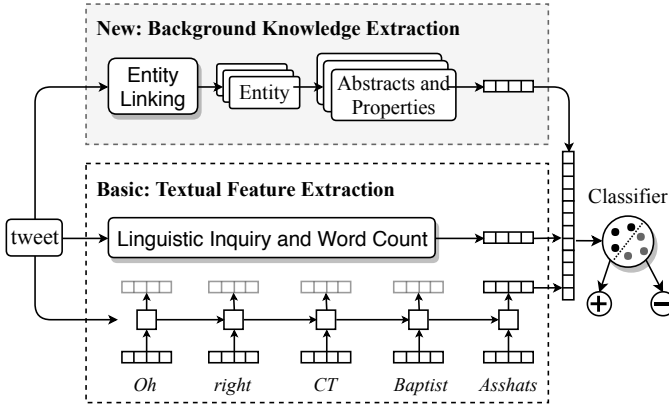 New: Background Knowledge Extraction
Entity
Linking
Entity
Abstracts and
Properties
Basic: Textual Feature Extraction
Classifier
tweet
Linguistic Inquiry and Word Count
+
−
Oh right CT Baptist Asshats